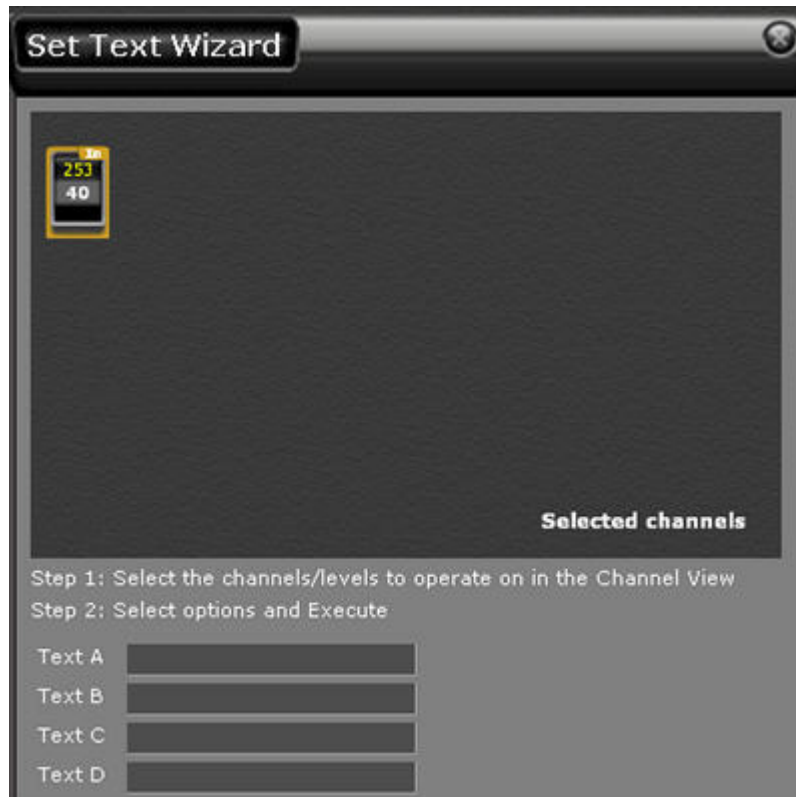 Set Text Wizard
In
253
40
Selected channels
Step 1: Select the channels/levels to operate on in the Channel View
Step 2: Select options and Execute
Text A
Text B
Text C
Text D